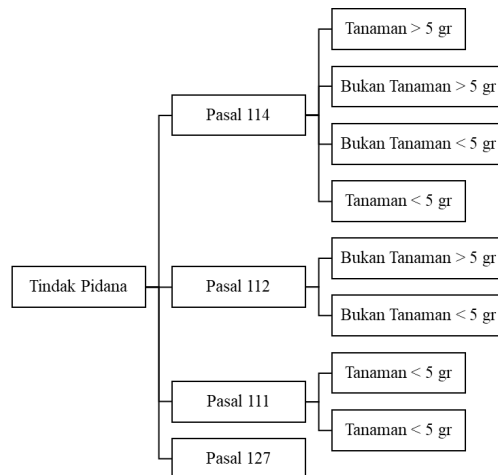 Tindak Pidana
Pasal 114
Tanaman > 5 gr
Bukan Tanaman > 5 gr
Bukan Tanaman < 5 gr
Tanaman < 5 gr
Pasal 112
Bukan Tanaman > 5 gr
Bukan Tanaman < 5 gr
Pasal 111
Tanaman < 5 gr
Tanaman < 5 gr
Pasal 127